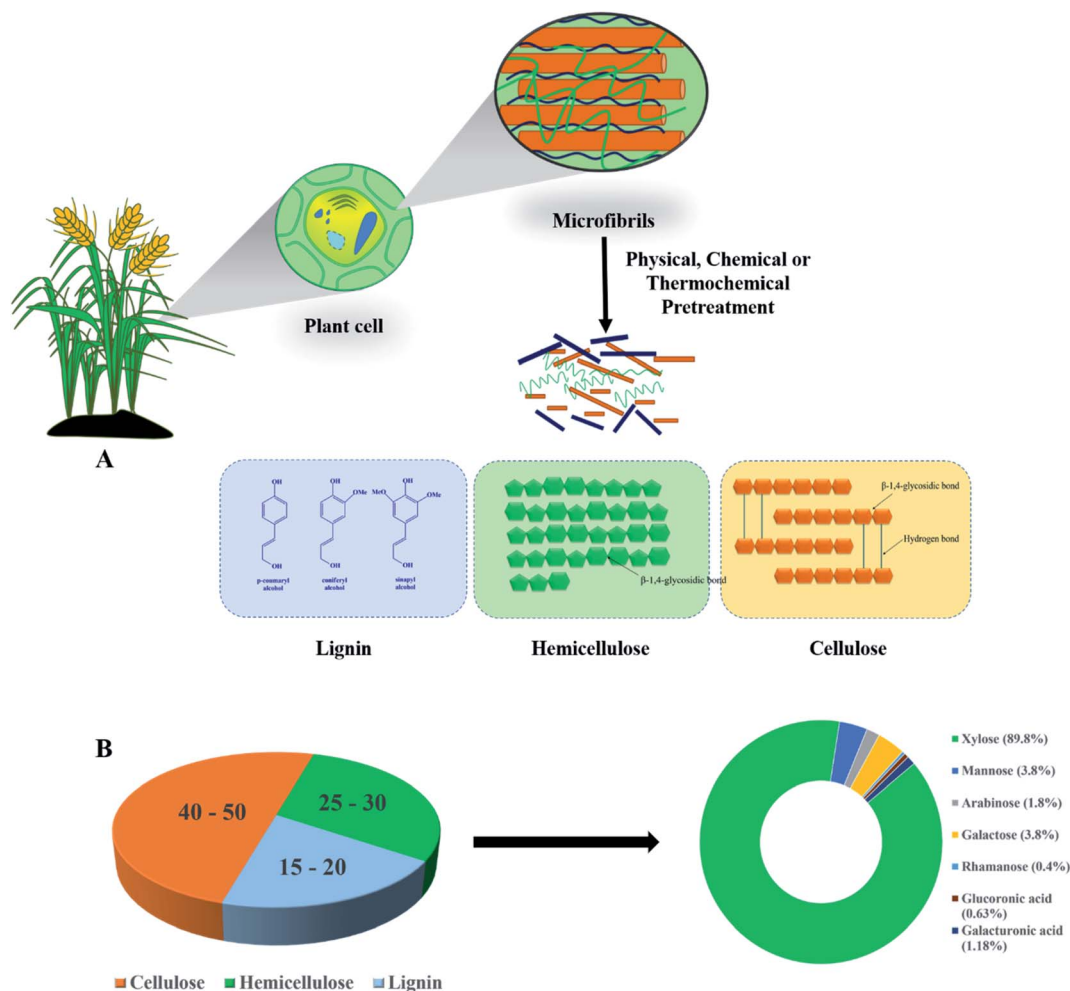 Microfibrils
Physical, Chemical or
Thermochemical
Pretreatment
Plant cell
A
OH
OH
p-coumaryl
alcohol
OH
OMe
OH
coniferyl
alcohol
OH
MeO
OMe
OH
sinapyl
alcohol
β-1,4-glycosidic bond
β-1,4-glycosidic bond
Hydrogen bond
Lignin
Hemicellulose
Cellulose
B
40 - 50
25 - 30
15 - 20
Cellulose
Hemicellulose
Lignin
Xylose (89.8%)
Mannose (3.8%)
Arabinose (1.8%)
Galactose (3.8%)
Rhamanose (0.4%)
Glucoronic acid
(0.63%)
Galacturonic acid
(1.18%)